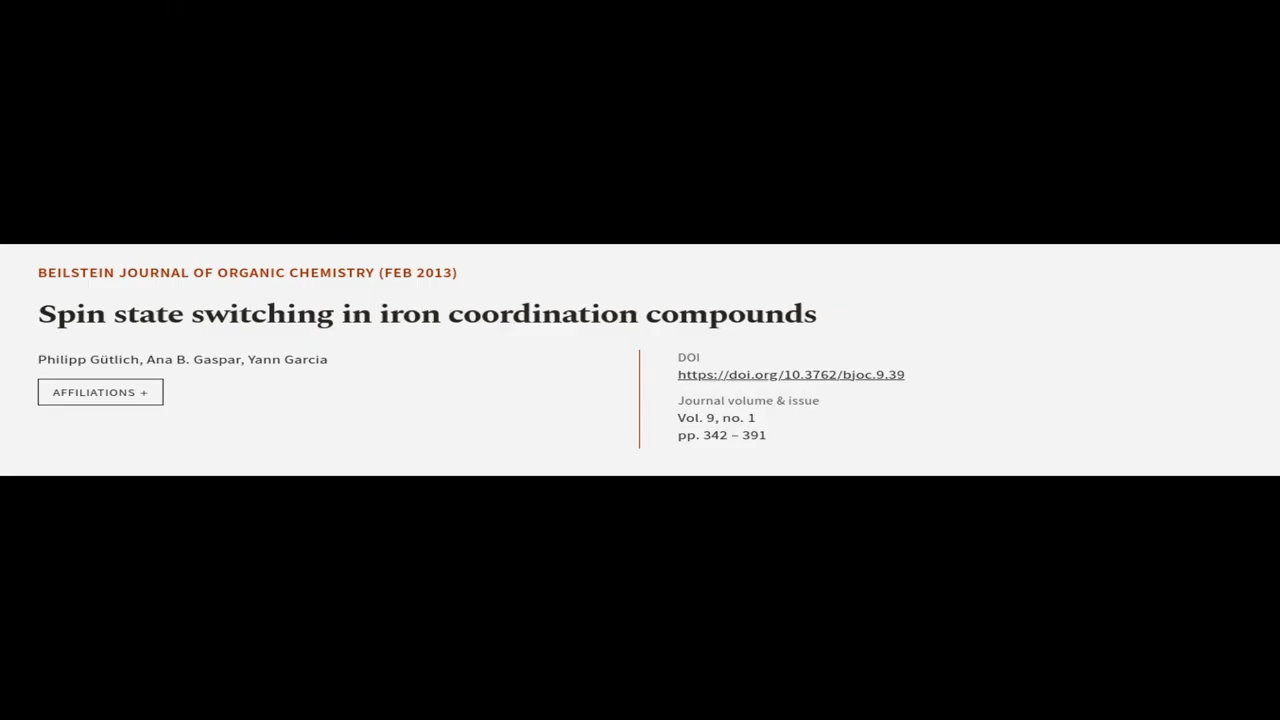 BEILSTEIN JOURNAL OF ORGANIC CHEMISTRY (FEB 2013)
Spin state switching in iron coordination compounds
Philipp Gütlich, Ana B. Gaspar, Yann Garcia
AFFILIATIONS +
DOI
https://doi.org/10.3762/bjoc.9.39
Journal volume & issue
Vol. 9, no. 1
pp. 342 – 391